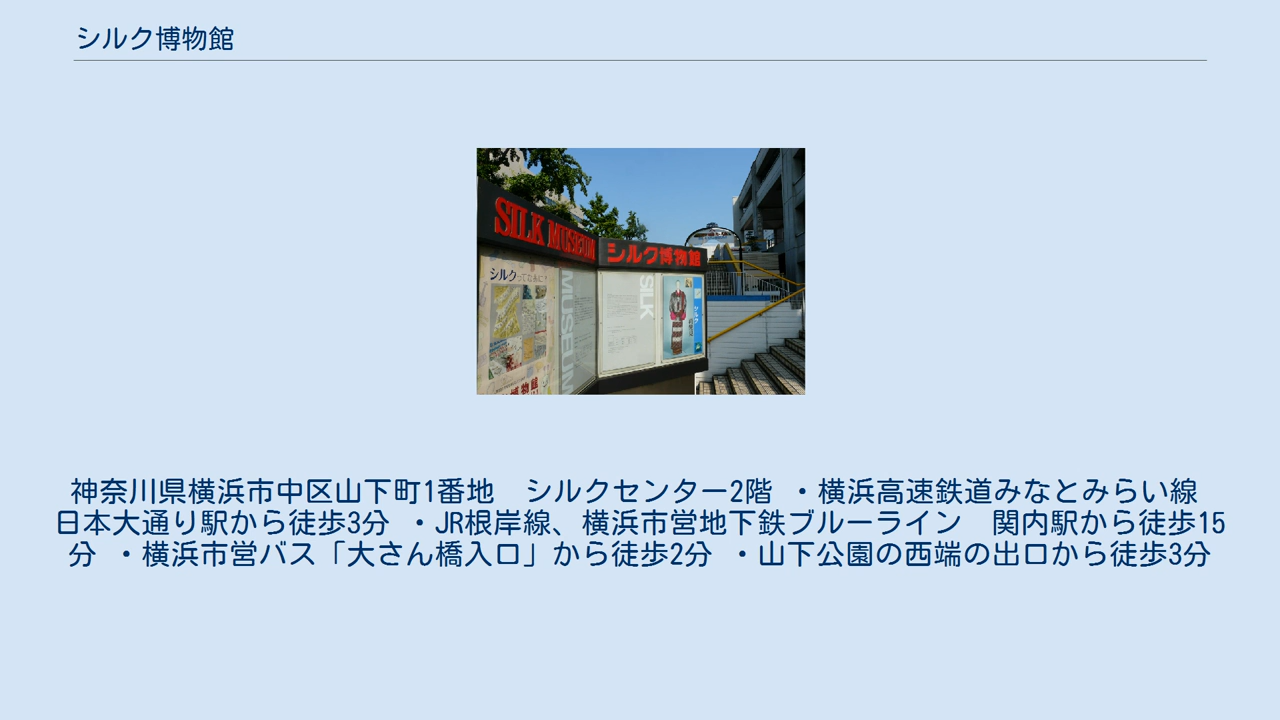 シルク博物館
SILK MUSEUM
シルク博物館
シルクってなあに?
MUSEUM
SILK
シルク
博物館
神奈川県横浜市中区山下町1番地　シルクセンター2階 ・横浜高速鉄道みなとみらい線
日本大通り駅から徒歩3分 ・JR根岸線、横浜市営地下鉄ブルーライン　関内駅から徒歩15
分 ・横浜市営バス「大さん橋入口」から徒歩2分 ・山下公園の西端の出口から徒歩3分